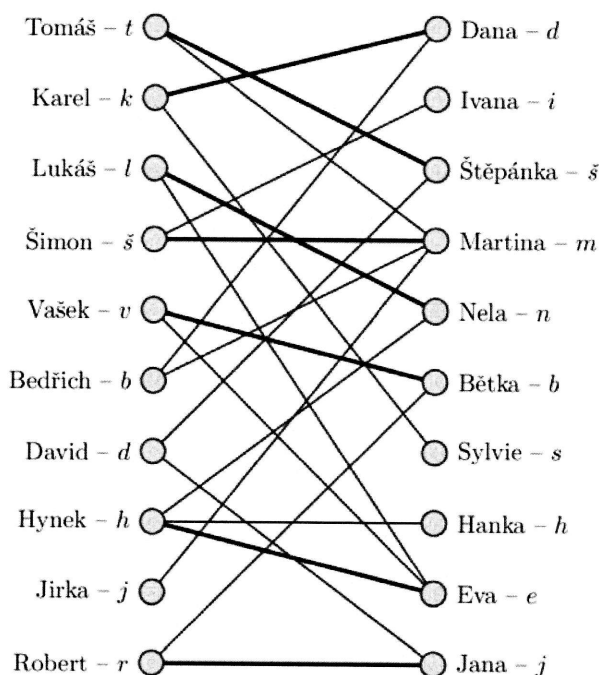 Tomáš – t
Dana – d
Karel – k
Ivana – i
Lukáš – l
Štěpánka – š
Šimon – š
Martina – m
Vašek – v
Nela – n
Bedřich – b
Bětka – b
David – d
Sylvie – s
Hynek – h
Hanka – h
Jirka – j
Eva – e
Robert – r
Jana – j